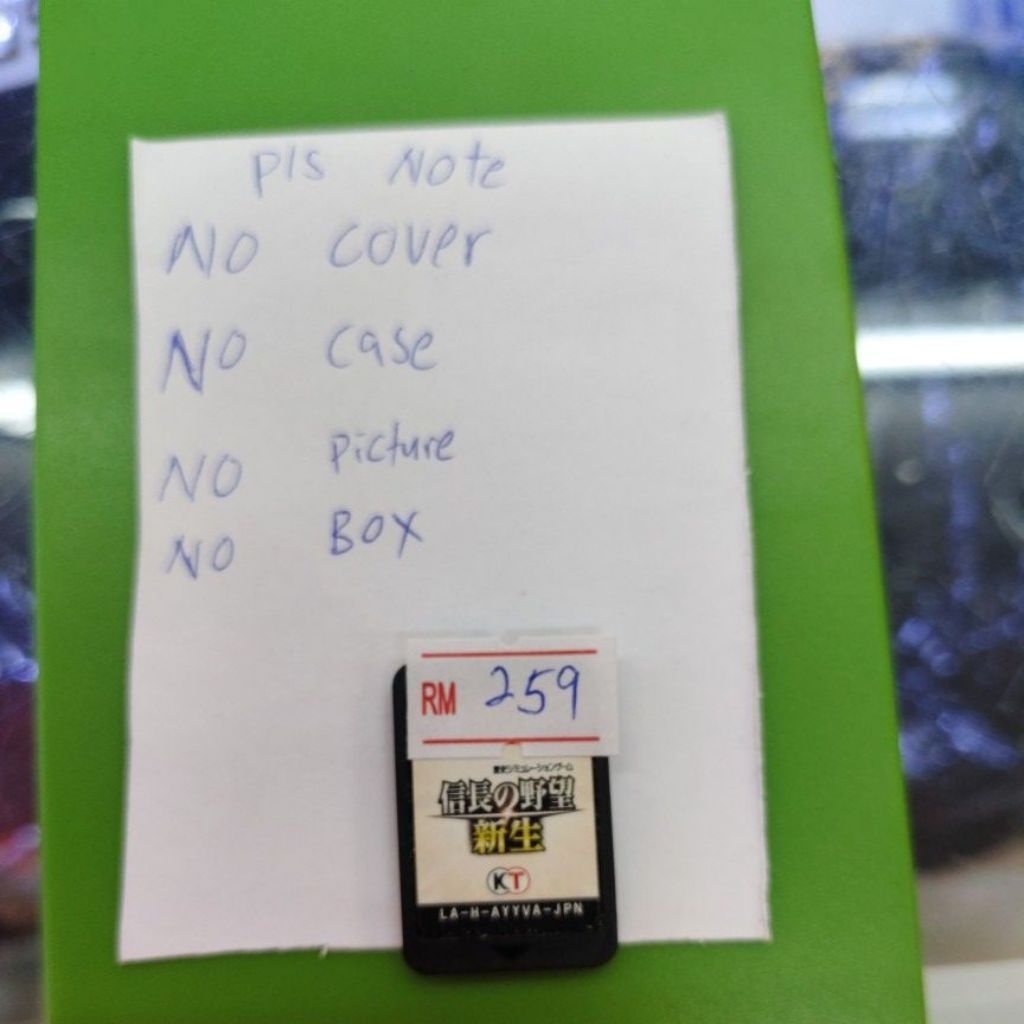 pls Note
NO cover
NO case
NO picture
NO BOX
RM 259
歴史シミュレーションゲーム
信長の野望
新生
KT
LA-H-AYYVA-JPN